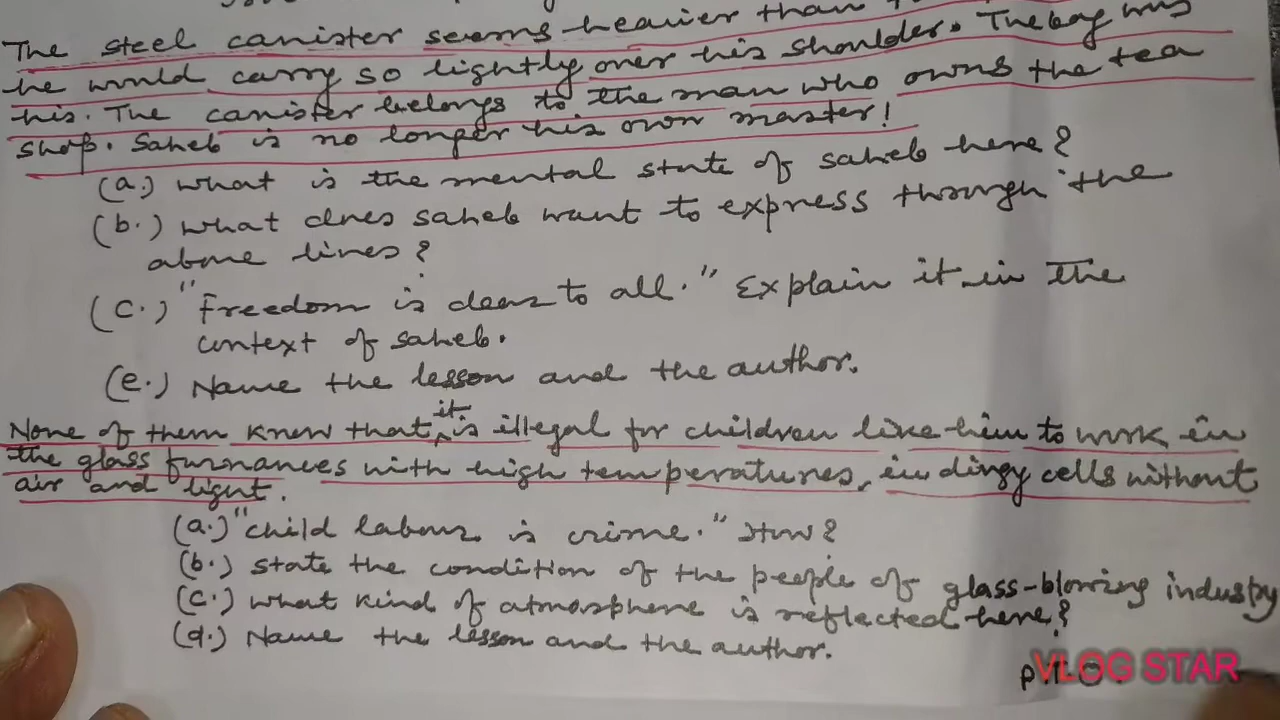 The steel canister seems heavier than
he would carry so lightly over his shoulder. The bag was
his. The canister belongs to the man who owns the tea
shop. Saheb is no longer his own master!
(a.) What is the mental state of saheb here?
(b.) What does saheb want to express through the
above lines?
(c.) "Freedom is dear to all." Explain it in the
context of saheb.
(e.) Name the lesson and the author.
None of them knew that it is illegal for children like him to work in
the glass furnances with high temperatures, in dingy cells without
air and light.
(a.) "child labour is crime." How?
(b.) State the condition of the people of glass-blowing industry
(c.) What kind of atmosphere is reflected here?
(d.) Name the lesson and the author.
P.T.O.
VLOG STAR